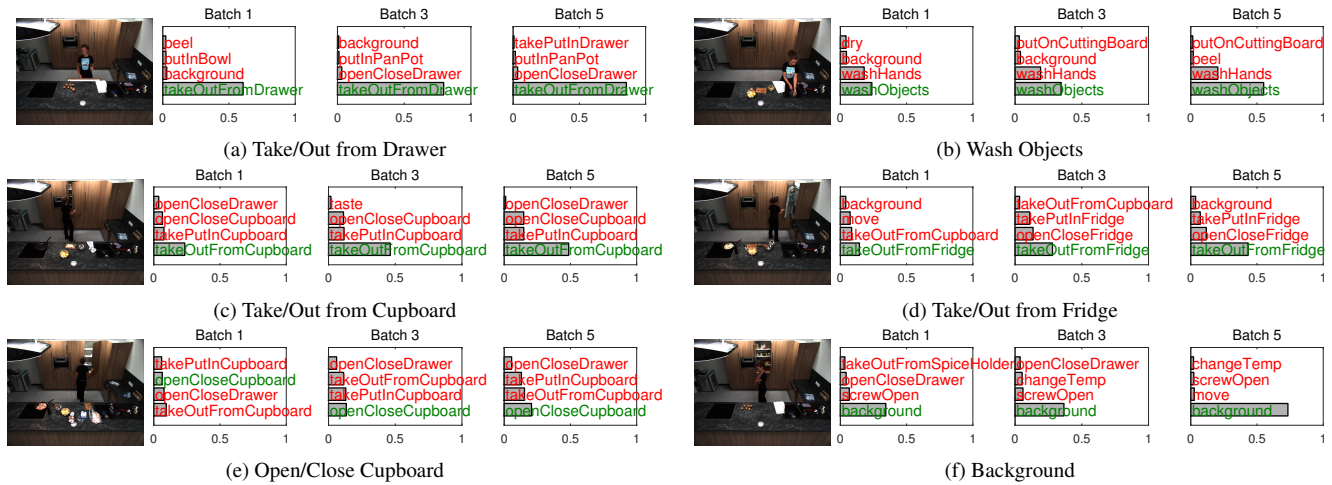 Batch 1
beel
putInBowl
background
takeOutFromDrawer
0 0.5 1
Batch 3
background
putInPanPot
openCloseDrawer
takeOutFromDrawer
0 0.5 1
Batch 5
takePutInDrawer
putInPanPot
openCloseDrawer
takeOutFromDrawer
0 0.5 1
(a) Take/Out from Drawer
Batch 1
dry
background
washHands
washObjects
0 0.5 1
Batch 3
putOnCuttingBoard
background
washHands
washObjects
0 0.5 1
Batch 5
putOnCuttingBoard
peel
washHands
washObjects
0 0.5 1
(b) Wash Objects
Batch 1
openCloseDrawer
openCloseCupboard
takePutInCupboard
takeOutFromCupboard
0 0.5 1
Batch 3
taste
openCloseCupboard
takePutInCupboard
takeOutFromCupboard
0 0.5 1
Batch 5
openCloseDrawer
openCloseCupboard
takePutInCupboard
takeOutFromCupboard
0 0.5 1
(c) Take/Out from Cupboard
Batch 1
background
move
takeOutFromCupboard
takeOutFromFridge
0 0.5 1
Batch 3
takeOutFromCupboard
takePutInFridge
openCloseFridge
takeOutFromFridge
0 0.5 1
Batch 5
background
takePutInFridge
openCloseFridge
takeOutFromFridge
0 0.5 1
(d) Take/Out from Fridge
Batch 1
takePutInCupboard
openCloseCupboard
openCloseDrawer
takeOutFromCupboard
0 0.5 1
Batch 3
openCloseDrawer
takeOutFromCupboard
takePutInCupboard
openCloseCupboard
0 0.5 1
Batch 5
openCloseDrawer
takePutInCupboard
takeOutFromCupboard
openCloseCupboard
0 0.5 1
(e) Open/Close Cupboard
Batch 1
takeOutFromSpiceHolder
openCloseDrawer
screwOpen
background
0 0.5 1
Batch 3
openCloseDrawer
changeTemp
screwOpen
background
0 0.5 1
Batch 5
changeTemp
screwOpen
move
background
0 0.5 1
(f) Background